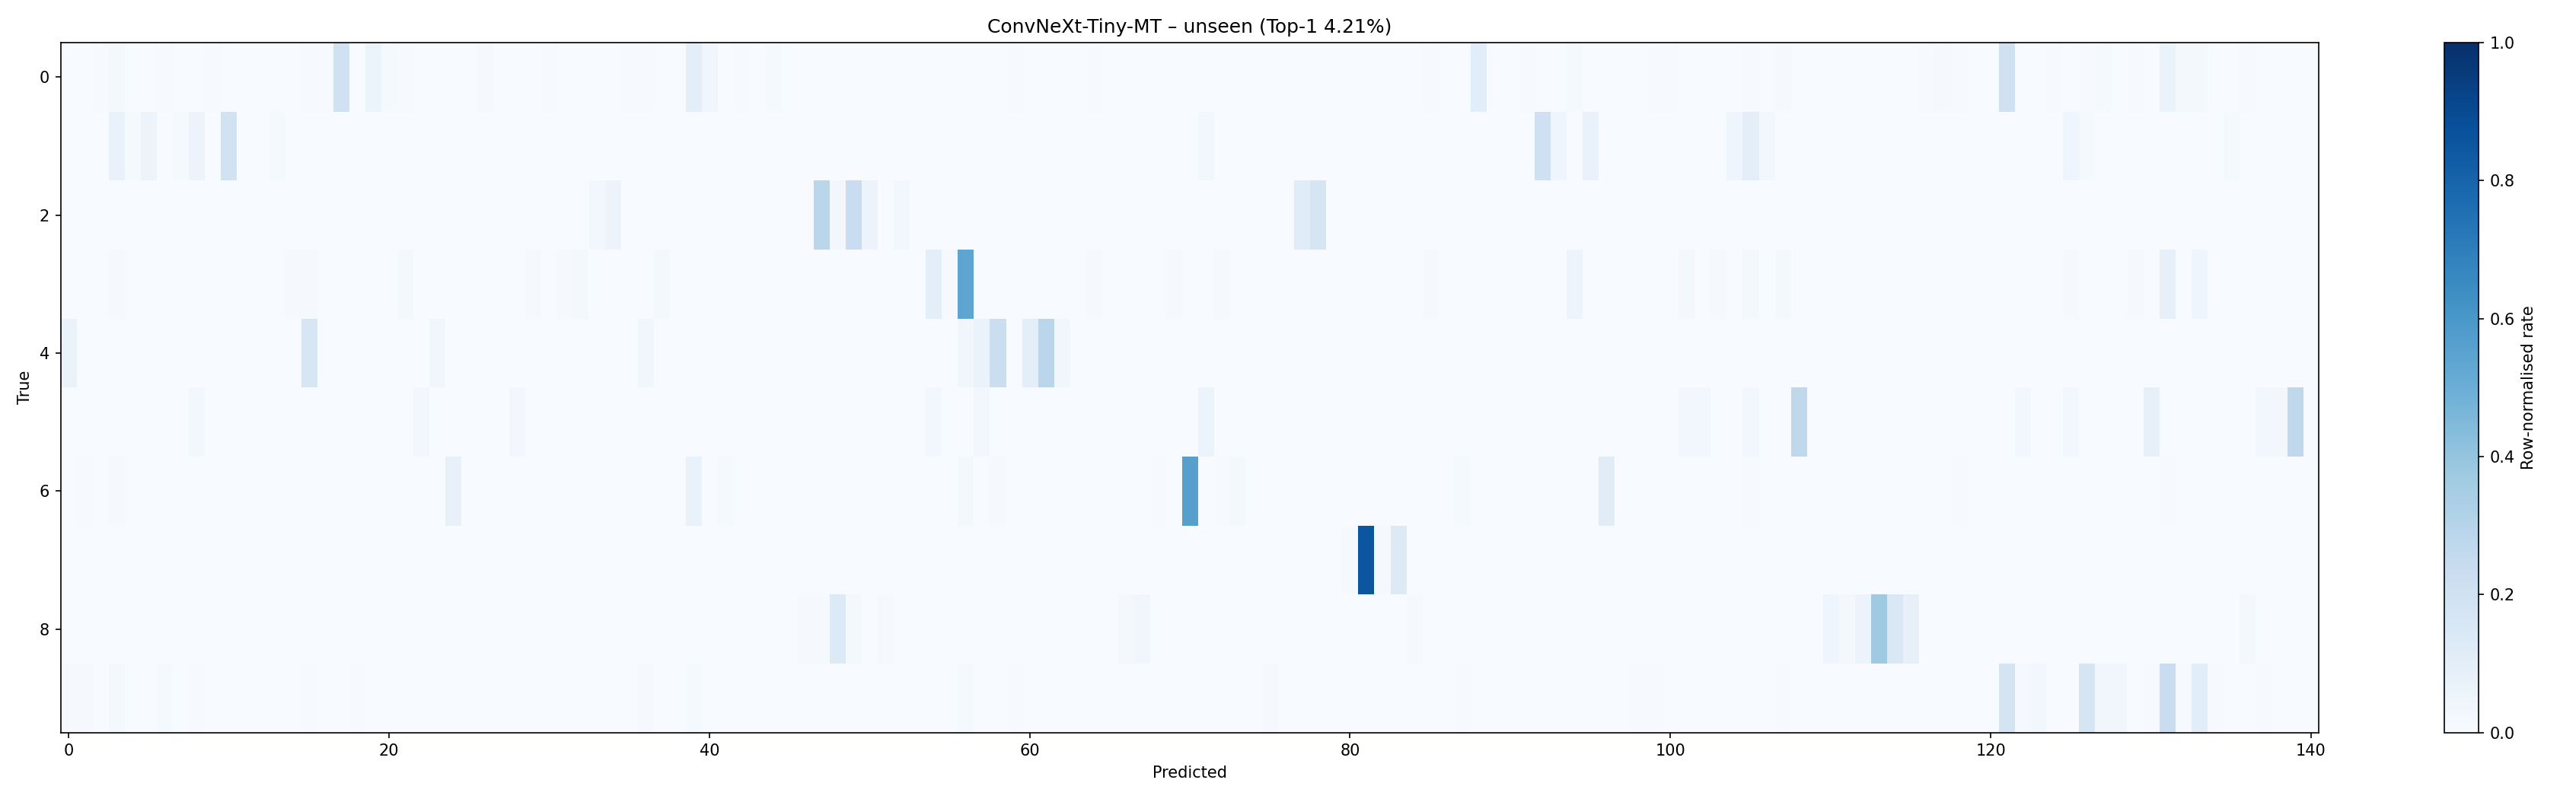 ConvNeXt-Tiny-MT – unseen (Top-1 4.21%)
True
0
2
4
6
8
0 20 40 60 80 100 120 140
Predicted
1.0
0.8
0.6
0.4
0.2
0.0
Row-normalised rate